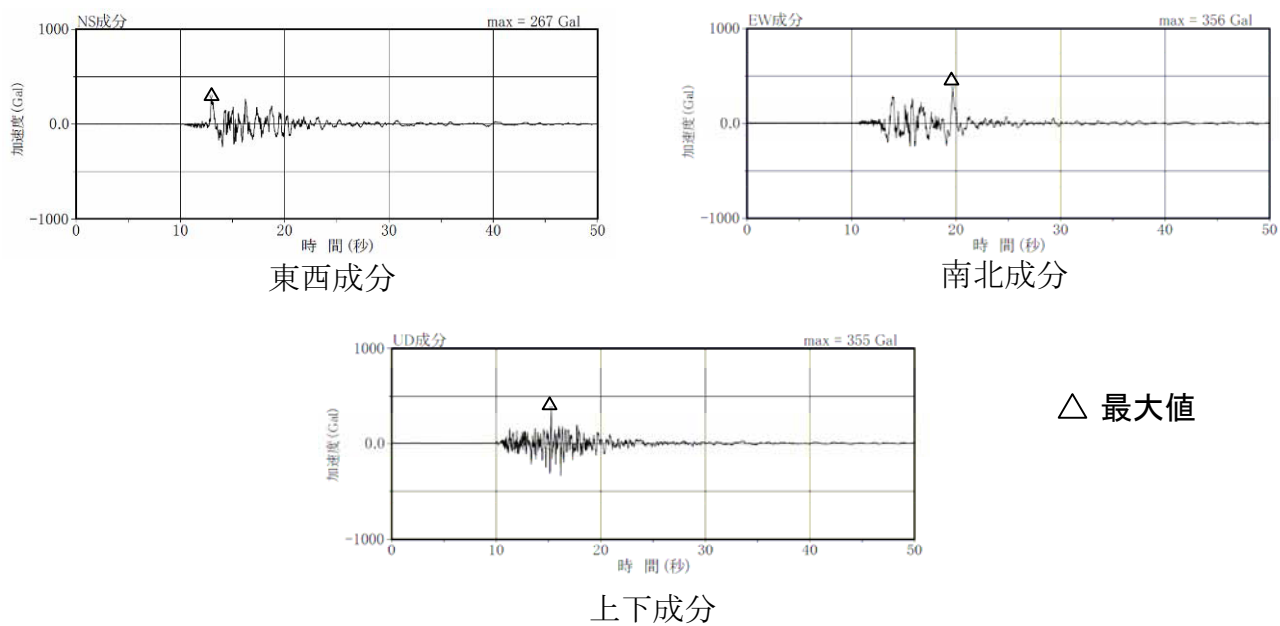 NS成分 max = 267 Gal
1000
0.0
-1000
加速度(Gal)
0 10 20 30 40 50
時 間(秒)
東西成分
EW成分 max = 356 Gal
1000
0.0
-1000
加速度(Gal)
0 10 20 30 40 50
時 間(秒)
南北成分
UD成分 max = 355 Gal
1000
0.0
-1000
加速度(Gal)
0 10 20 30 40 50
時 間(秒)
上下成分
△ 最大値